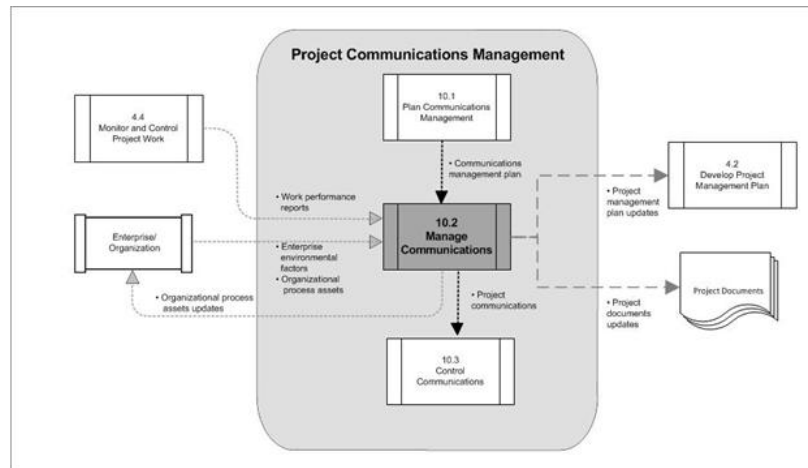 Project Communications Management
10.1
Plan Communications
Management
4.4
Monitor and Control
Project Work
• Communications
management plan
4.2
Develop Project
Management Plan
• Work performance
reports
• Project
management
plan updates
10.2
Manage
Communications
Enterprise/
Organization
• Enterprise
environmental
factors
• Organizational
process assets
• Organizational process
assets updates
• Project
communications
Project Documents
• Project
documents
updates
10.3
Control
Communications